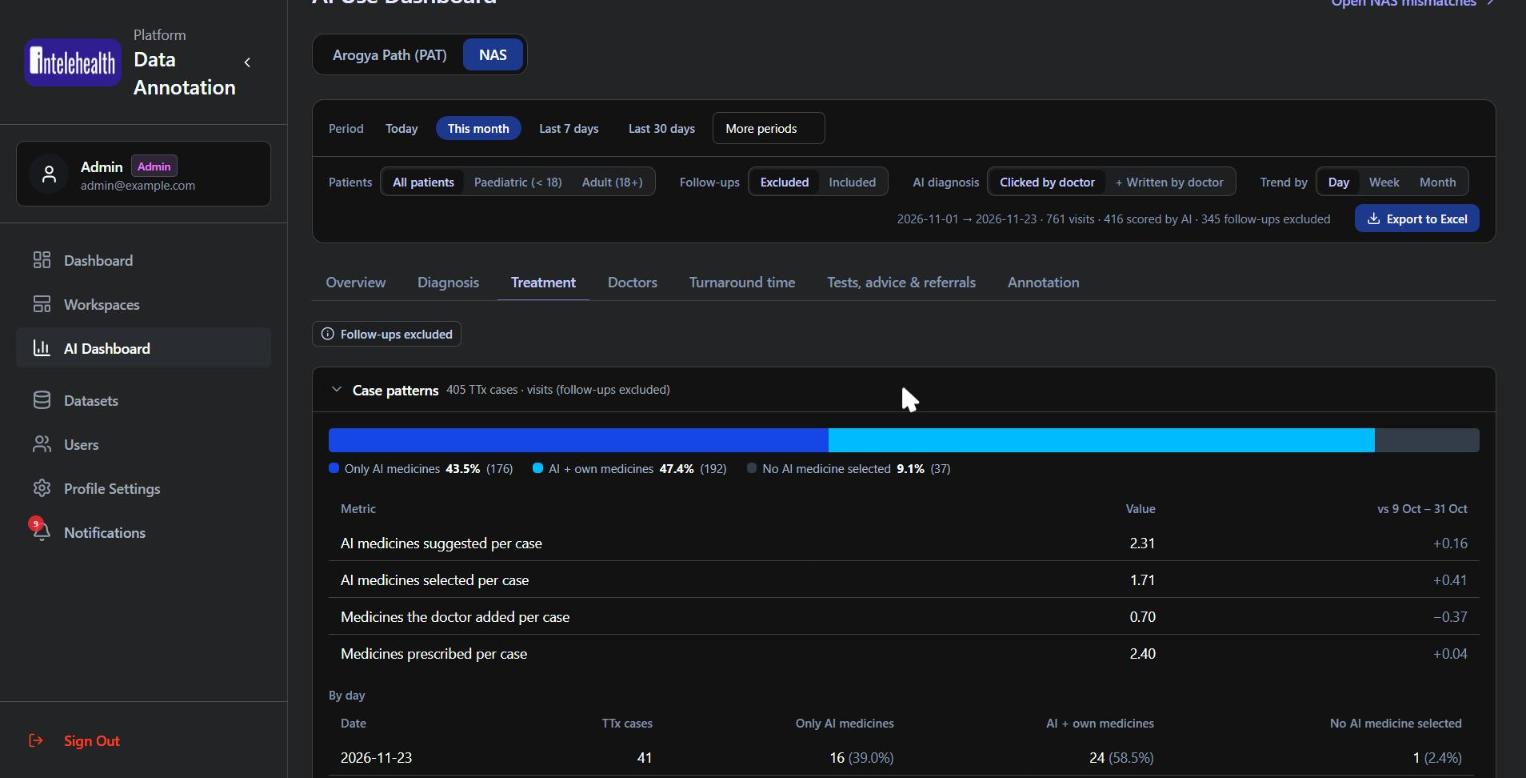 AI Use Dashboard
Open NAS mismatches
intelehealth
Platform
Data
Annotation
Arogya Path (PAT) NAS
Period Today This month Last 7 days Last 30 days More periods
Admin Admin
admin@example.com
Patients All patients Paediatric (< 18) Adult (18+) Follow-ups Excluded Included AI diagnosis Clicked by doctor + Written by doctor Trend by Day Week Month
2026-11-01 → 2026-11-23 · 761 visits · 416 scored by AI · 345 follow-ups excluded Export to Excel
Dashboard
Workspaces
AI Dashboard
Datasets
Users
Profile Settings
9
Notifications
Sign Out
Overview Diagnosis Treatment Doctors Turnaround time Tests, advice & referrals Annotation
Follow-ups excluded
Case patterns 405 TTx cases · visits (follow-ups excluded)
Only AI medicines 43.5% (176) AI + own medicines 47.4% (192) No AI medicine selected 9.1% (37)
Metric Value vs 9 Oct – 31 Oct
AI medicines suggested per case 2.31 +0.16
AI medicines selected per case 1.71 +0.41
Medicines the doctor added per case 0.70 −0.37
Medicines prescribed per case 2.40 +0.04
By day
Date TTx cases Only AI medicines AI + own medicines No AI medicine selected
2026-11-23 41 16 (39.0%) 24 (58.5%) 1 (2.4%)